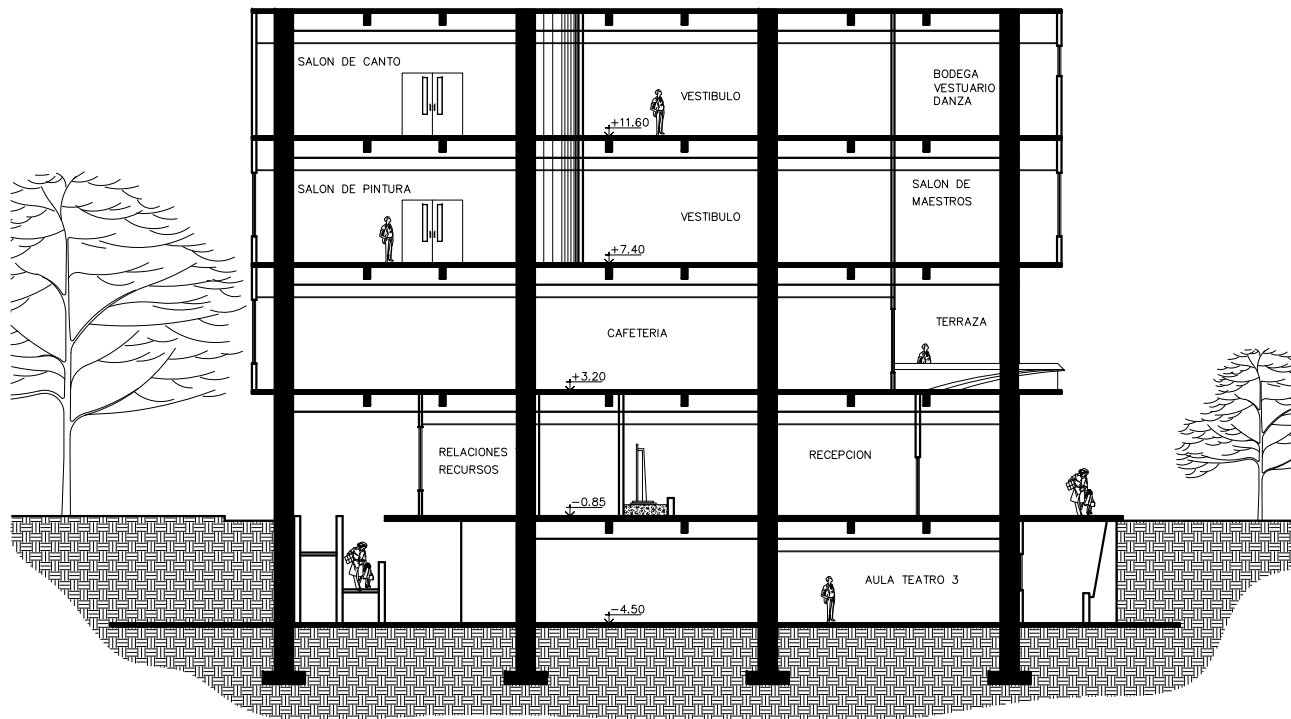 SALON DE CANTO
VESTIBULO
BODEGA
VESTUARIO
DANZA
+11.60
SALON DE PINTURA
VESTIBULO
SALON DE
MAESTROS
+7.40
CAFETERIA
TERRAZA
+3.20
RELACIONES
RECURSOS
RECEPCION
-0.85
AULA TEATRO 3
-4.50